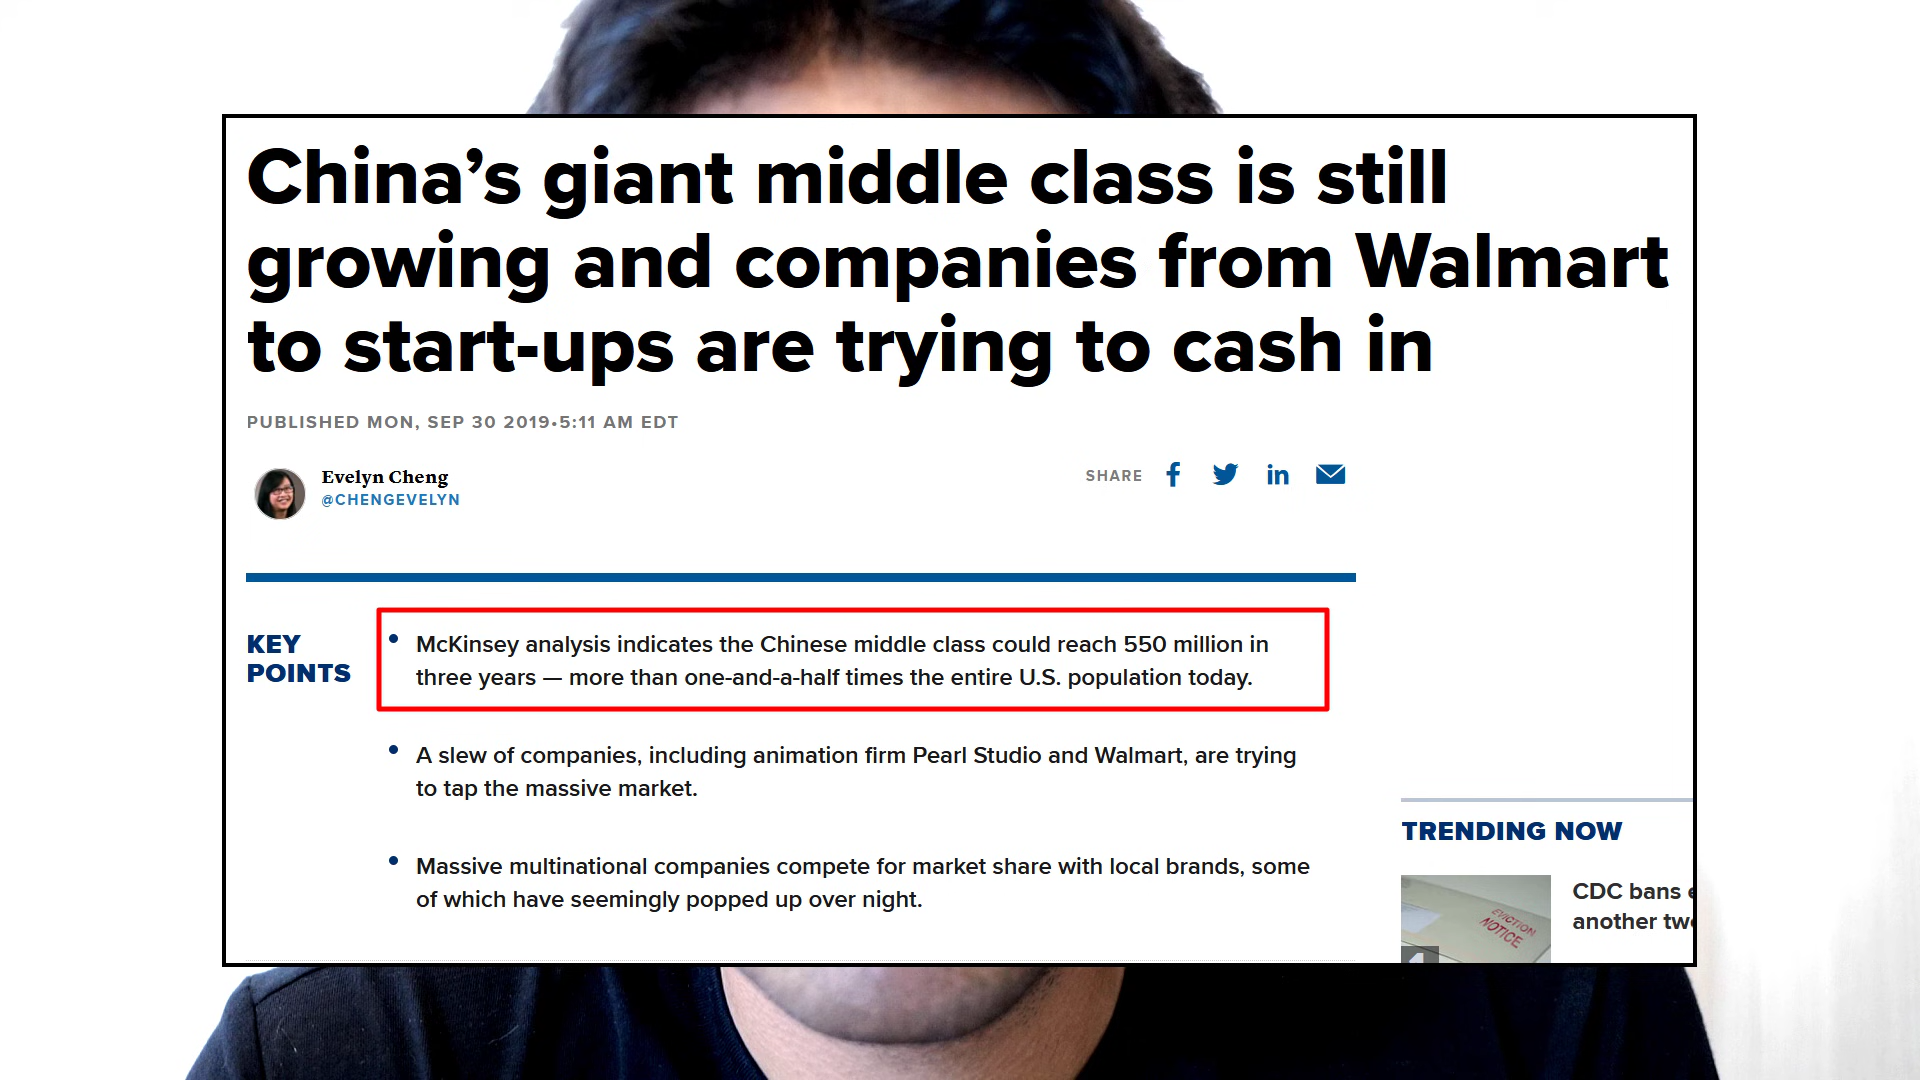 China’s giant middle class is still
growing and companies from Walmart
to start-ups are trying to cash in
PUBLISHED MON, SEP 30 2019•5:11 AM EDT
Evelyn Cheng
@CHENGEVELYN
SHARE
KEY
POINTS
• McKinsey analysis indicates the Chinese middle class could reach 550 million in
three years — more than one-and-a-half times the entire U.S. population today.
• A slew of companies, including animation firm Pearl Studio and Walmart, are trying
to tap the massive market.
• Massive multinational companies compete for market share with local brands, some
of which have seemingly popped up over night.
TRENDING NOW
EVICTION
NOTICE
CDC bans
another